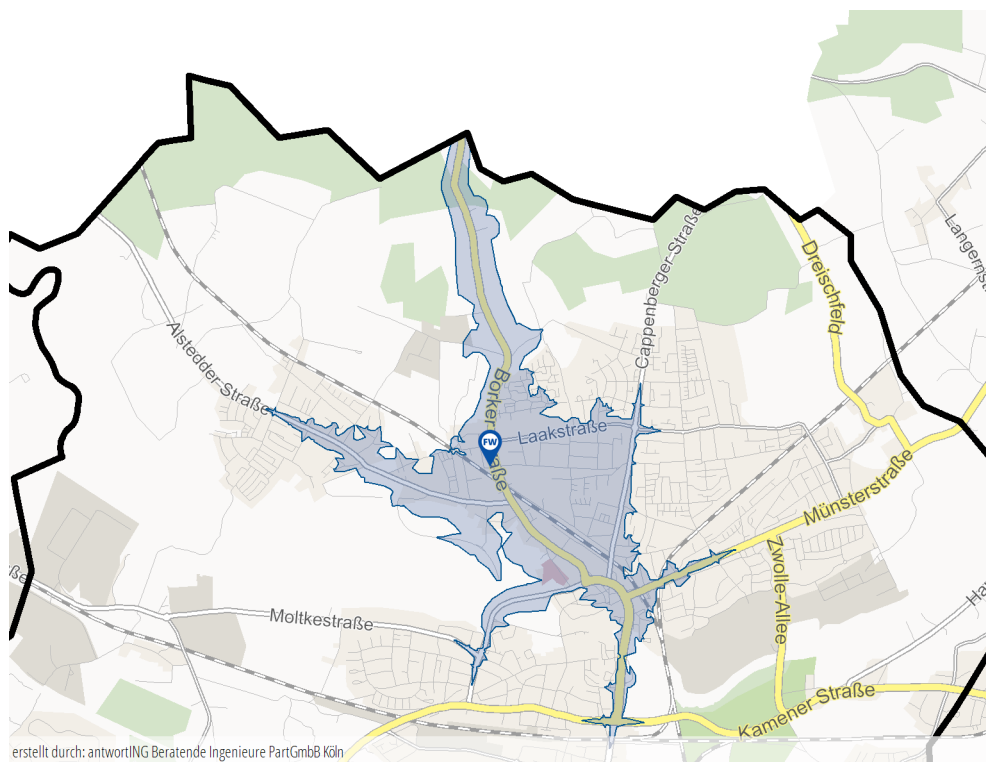 Langernst
Dreischfeld
Cappenberger-Straße
Alstedder-Straße
Borker
Straße
FW
Laakstraße
Münsterstraße
Zwolle-Allee
Moltkestraße
Kamener Straße
erstellt durch: antwortING Beratende Ingenieure PartGmbB Köln